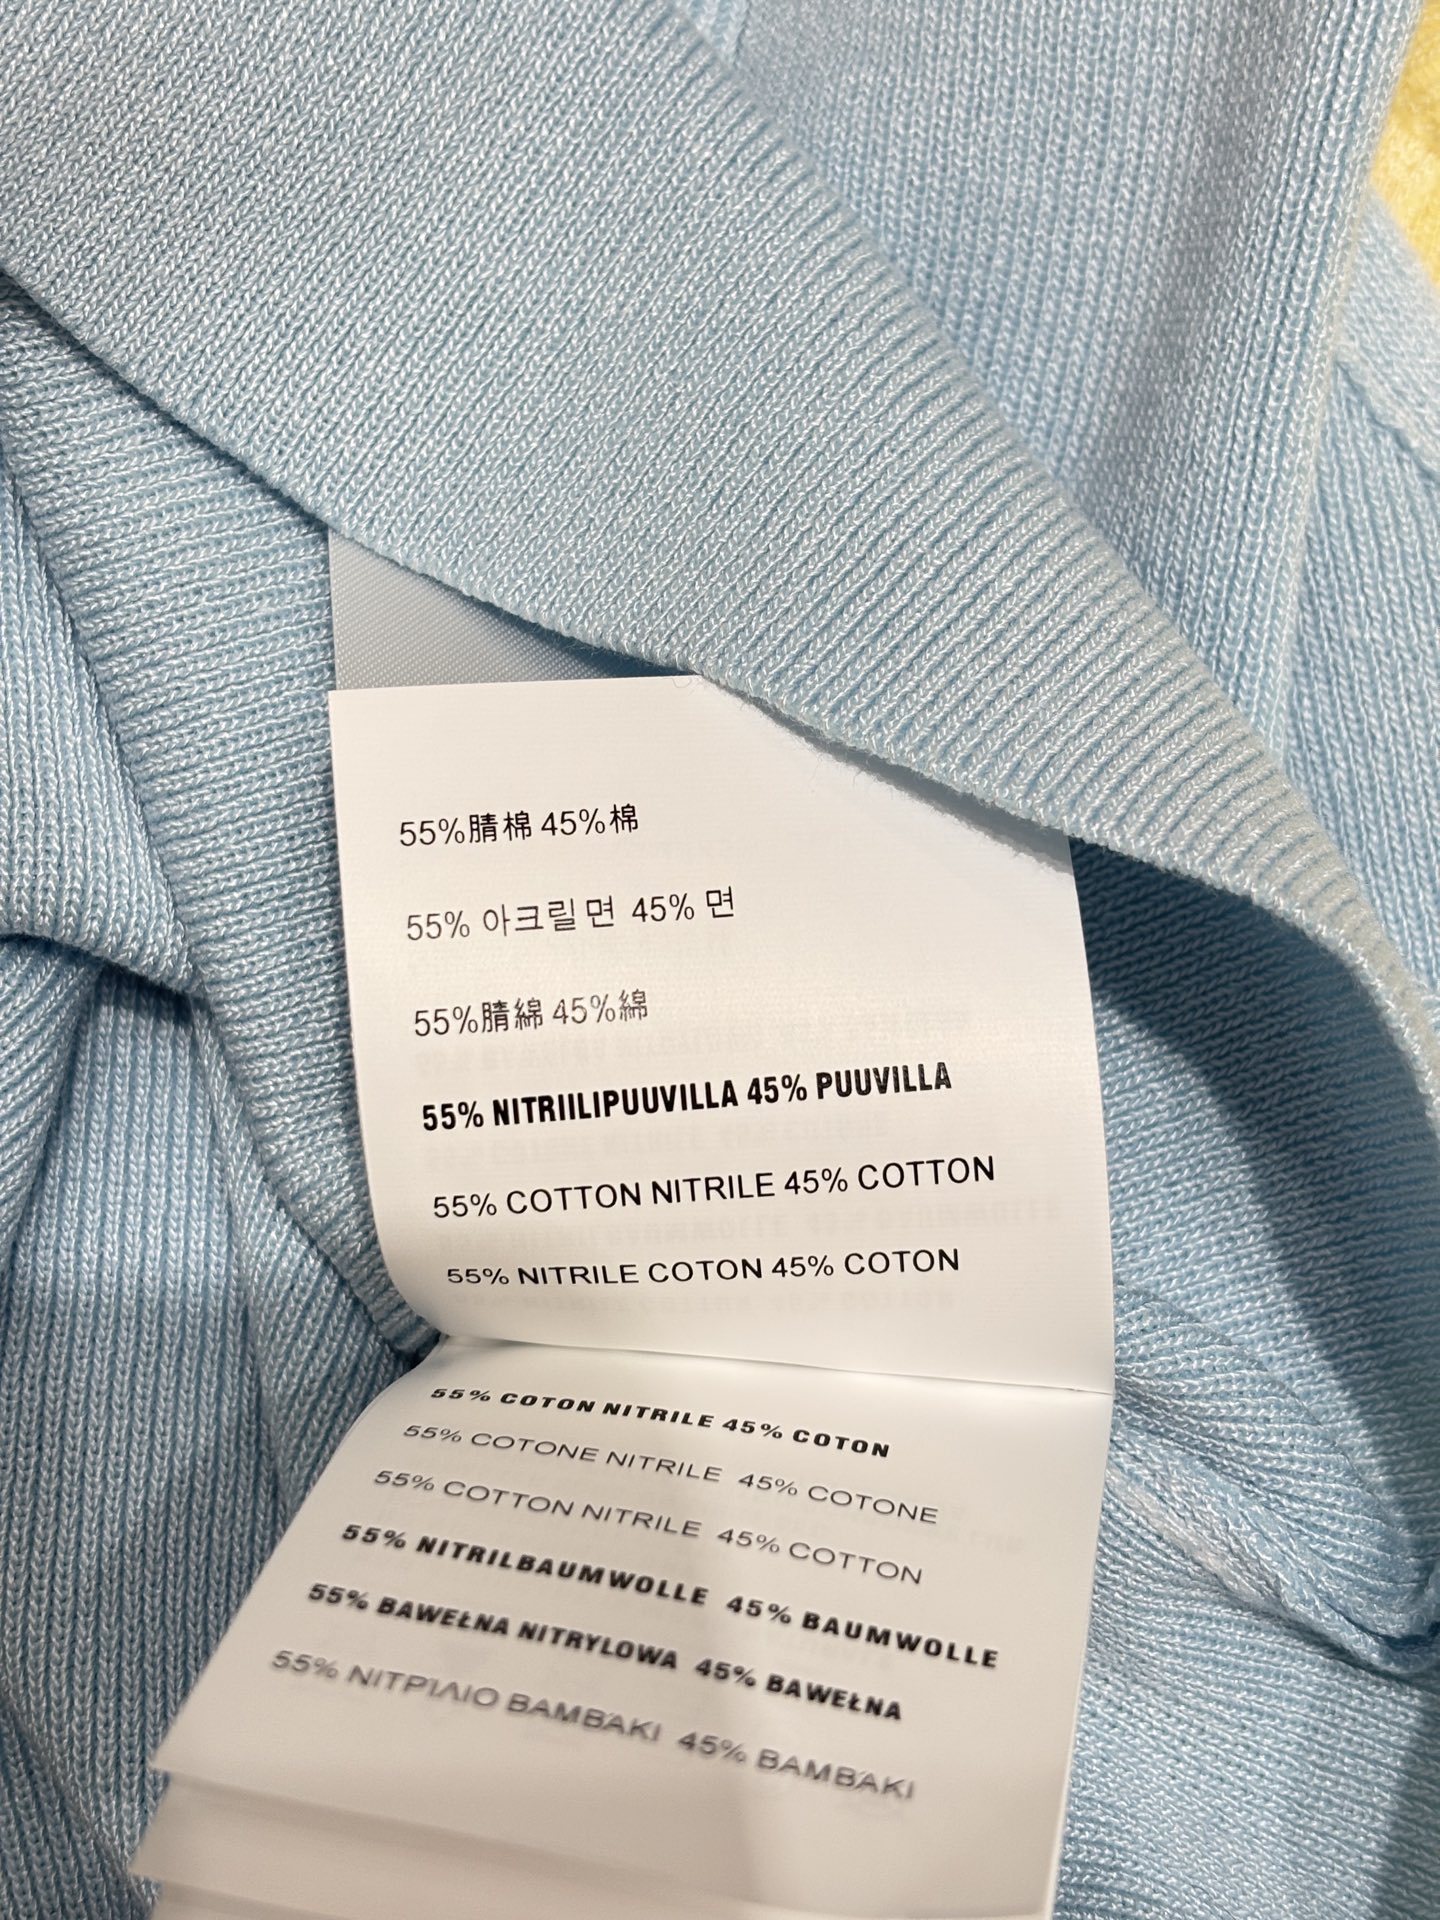 55%腈棉 45%棉
55% 아크릴면 45% 면
55%腈綿 45%綿
55% NITRIILIPUUVILLA 45% PUUVILLA
55% COTTON NITRILE 45% COTTON
55% NITRILE COTON 45% COTON
55% COTON NITRILE 45% COTON
55% COTONE NITRILE 45% COTONE
55% COTTON NITRILE 45% COTTON
55% NITRILBAUMWOLLE 45% BAUMWOLLE
55% BAWEŁNA NITRYLOWA 45% BAWEŁNA
55% ΝΙΤΡΙΛΙΟ ΒΑΜΒΆΚΙ 45% ΒΑΜΒΆΚΙ